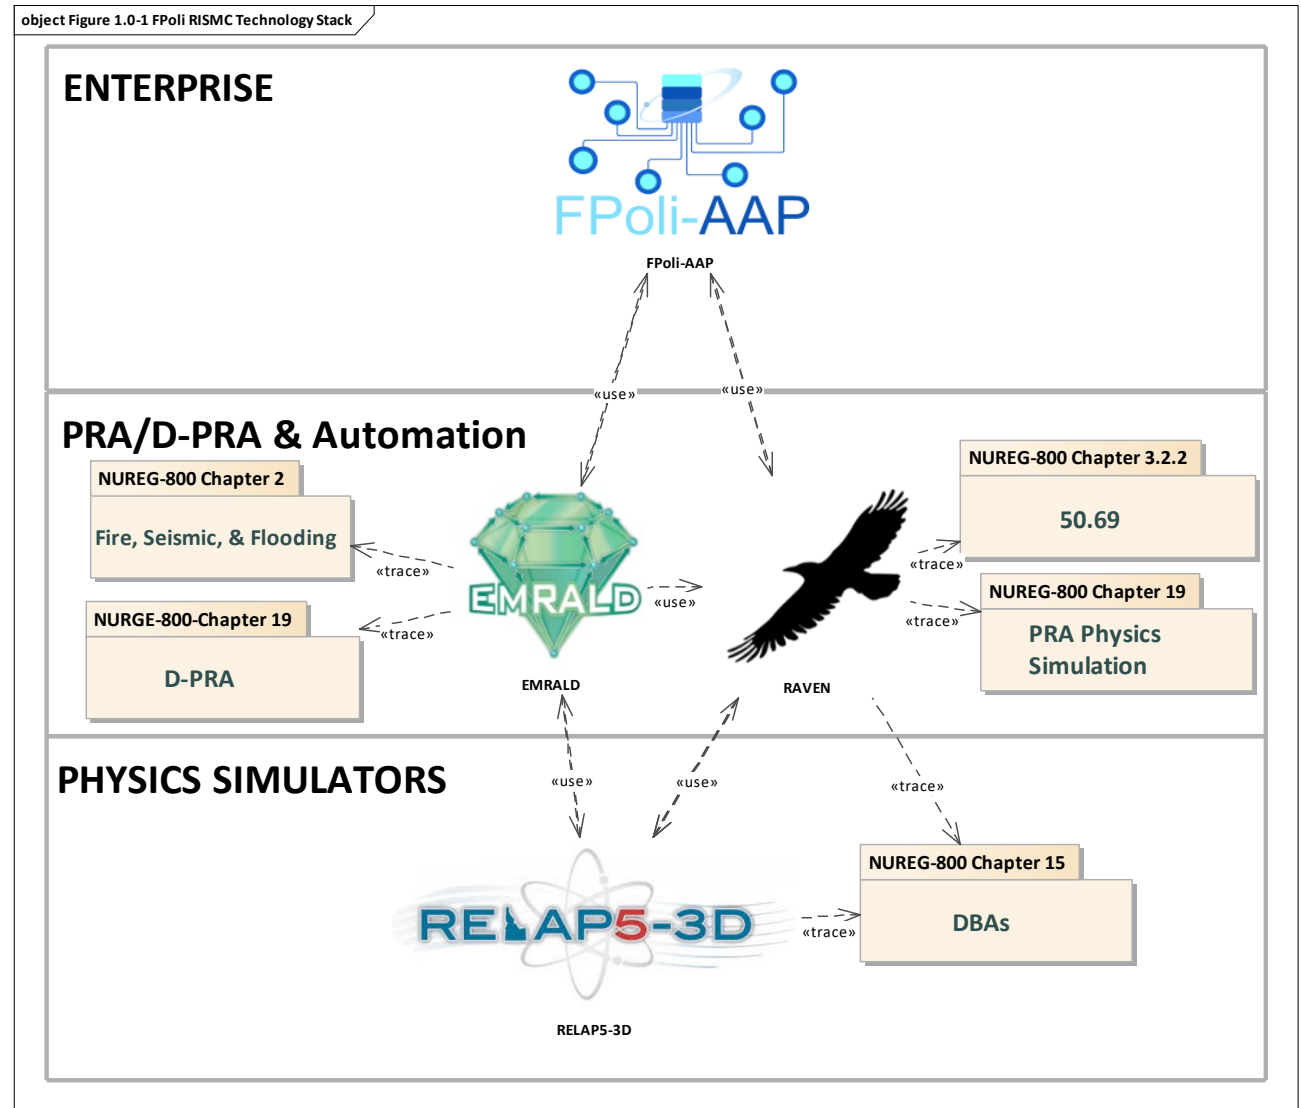 object Figure 1.0-1 FPoli RISMC Technology Stack
ENTERPRISE
FPoli-AAP
FPoli-AAP
«use»
«use»
PRA/D-PRA & Automation
NUREG-800 Chapter 2
Fire, Seismic, & Flooding
«trace»
NURGE-800-Chapter 19
D-PRA
«trace»
EMRALD
EMRALD
«use»
RAVEN
NUREG-800 Chapter 3.2.2
50.69
«trace»
NUREG-800 Chapter 19
PRA Physics
Simulation
«trace»
PHYSICS SIMULATORS
«use»
«use»
«trace»
RELAP5-3D
RELAP5-3D
NUREG-800 Chapter 15
DBAs
«trace»